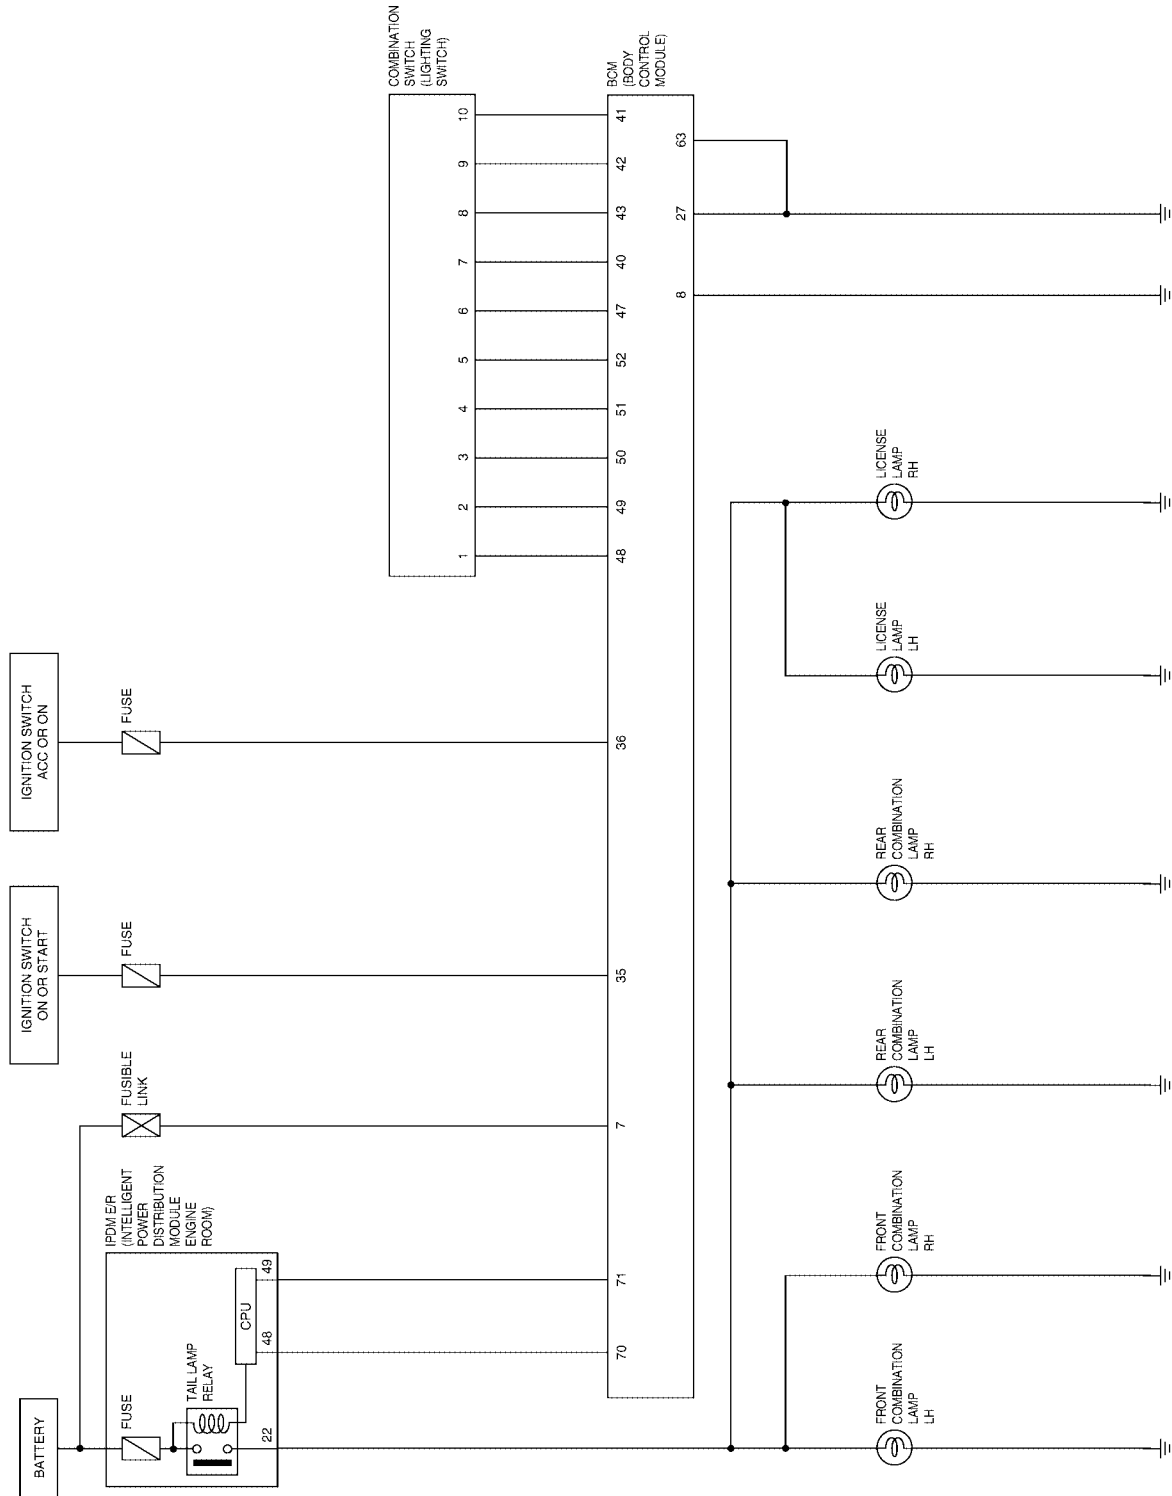 BATTERY
FUSE
IPDM E/R
(INTELLIGENT
POWER
DISTRIBUTION
MODULE
ENGINE
ROOM)
TAIL LAMP
RELAY
CPU
22
48
49
FUSIBLE
LINK
IGNITION SWITCH
ON OR START
FUSE
IGNITION SWITCH
ACC OR ON
FUSE
COMBINATION
SWITCH
(LIGHTING
SWITCH)
1
2
3
4
5
6
7
8
9
10
BCM
(BODY
CONTROL
MODULE)
70
71
7
35
36
48
49
50
51
52
47
40
43
42
41
8
27
63
FRONT
COMBINATION
LAMP
LH
FRONT
COMBINATION
LAMP
RH
REAR
COMBINATION
LAMP
LH
REAR
COMBINATION
LAMP
RH
LICENSE
LAMP
LH
LICENSE
LAMP
RH